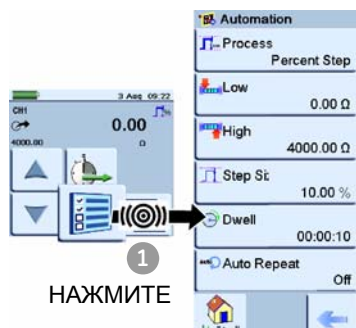 3 Aug 09:22
CH1
%
0.00
4000.00 Ω
1
НАЖМИТЕ
Automation
Process
Percent Step
Low
0.00 Ω
High
4000.00 Ω
Step Si
10.00 %
Dwell
00:00:10
Auto Repeat
Off